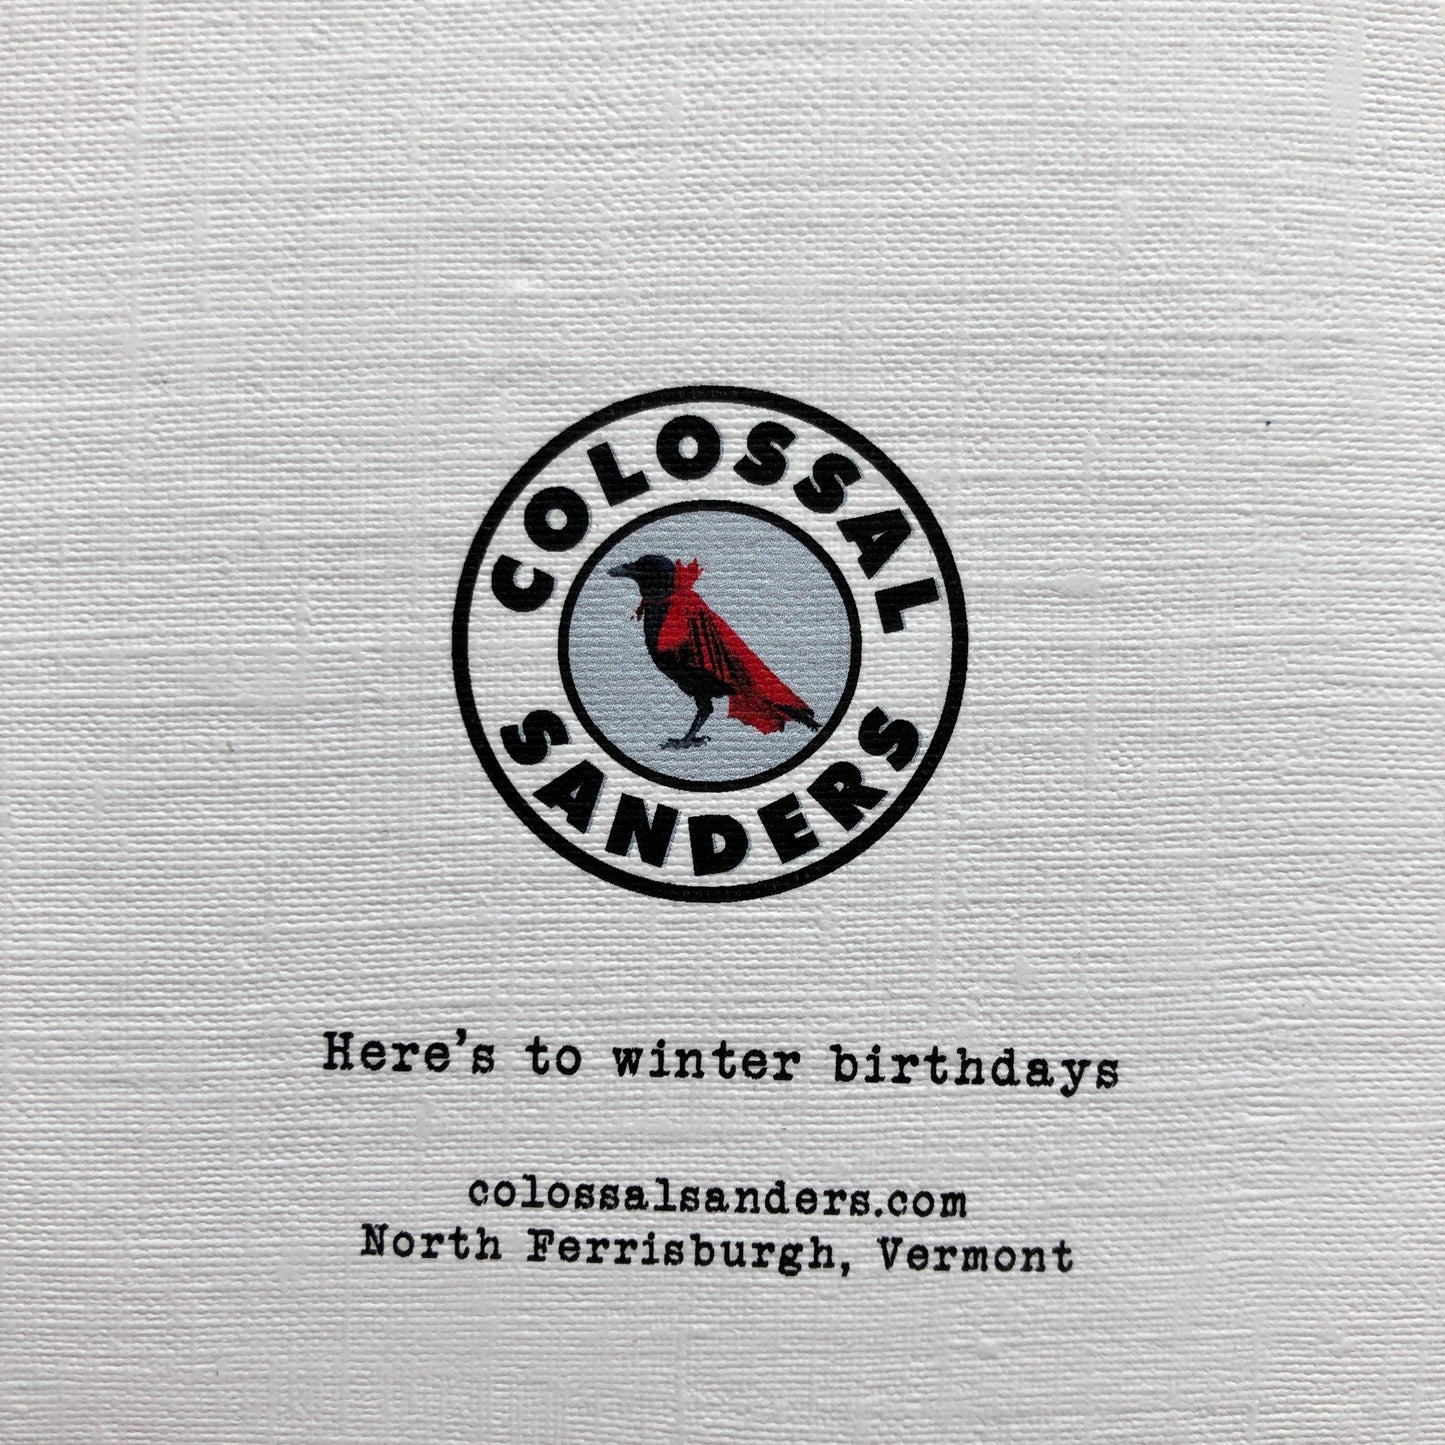 COLOSSAL
SANDERS
Here's to winter birthdays
colossalsanders.com
North Ferrisburgh, Vermont